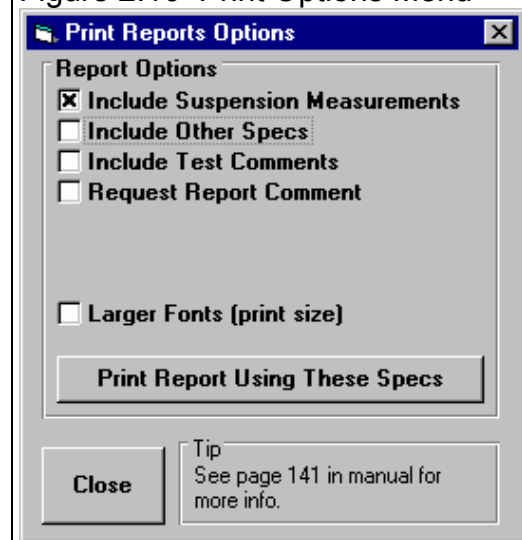 Figure 2.10 Print Options Menu
Print Reports Options
Report Options
Include Suspension Measurements
Include Other Specs
Include Test Comments
Request Report Comment
Larger Fonts (print size)
Print Report Using These Specs
Close
Tip
See page 141 in manual for
more info.